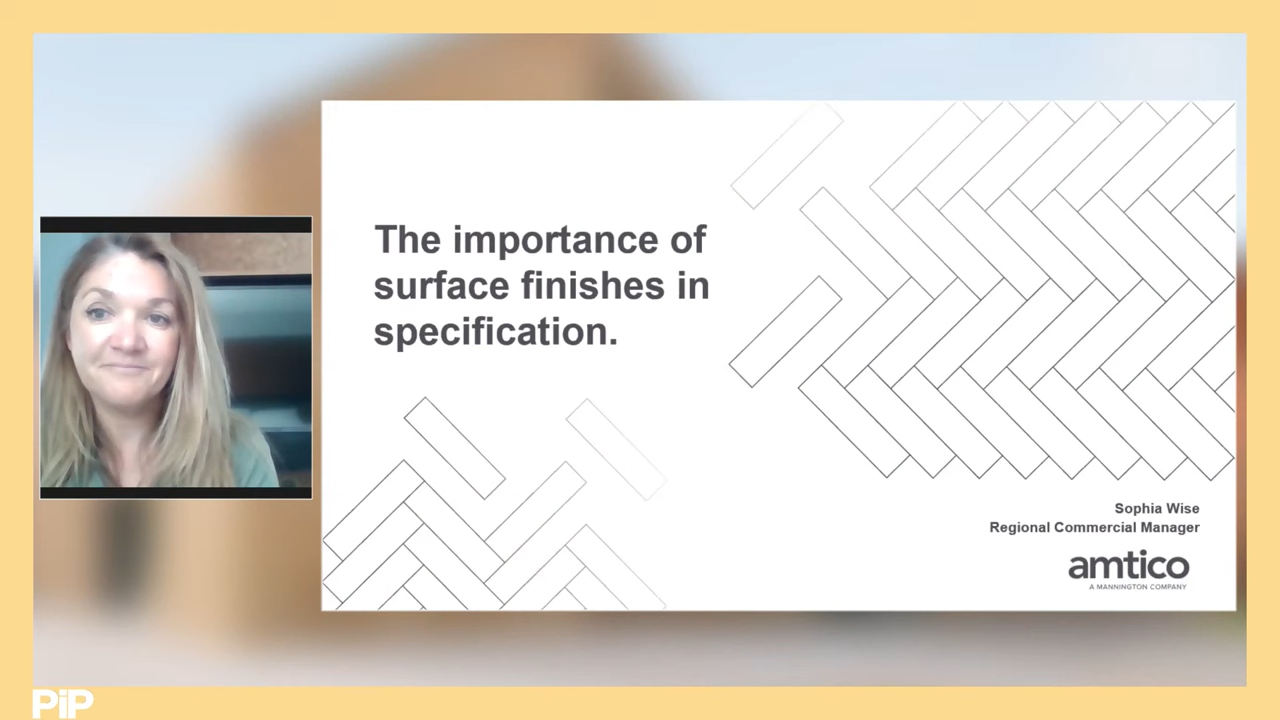 The importance of
surface finishes in
specification.
Sophia Wise
Regional Commercial Manager
amtico
A MANNINGTON COMPANY
PiP